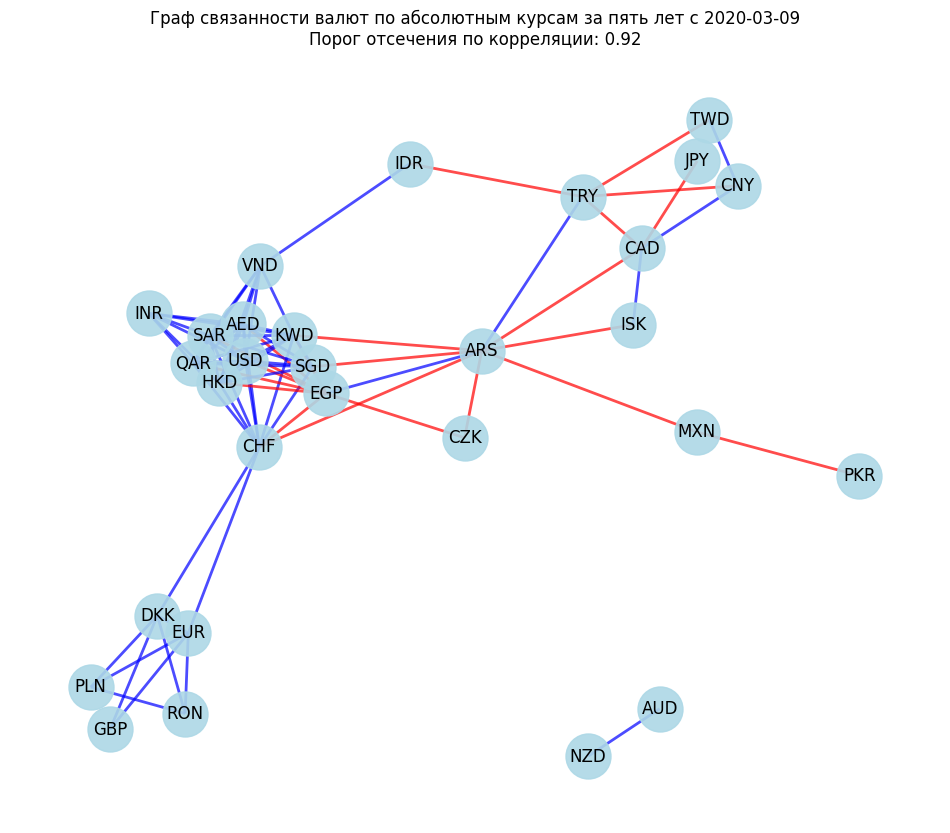 Граф связанности валют по абсолютным курсам за пять лет с 2020-03-09
Порог отсечения по корреляции: 0.92
TWD
JPY
IDR
CNY
TRY
CAD
VND
INR
AED
ISK
SAR
KWD
ARS
USD
QAR
SGD
HKD
EGP
MXN
CZK
CHF
PKR
DKK
EUR
PLN
AUD
RON
GBP
NZD